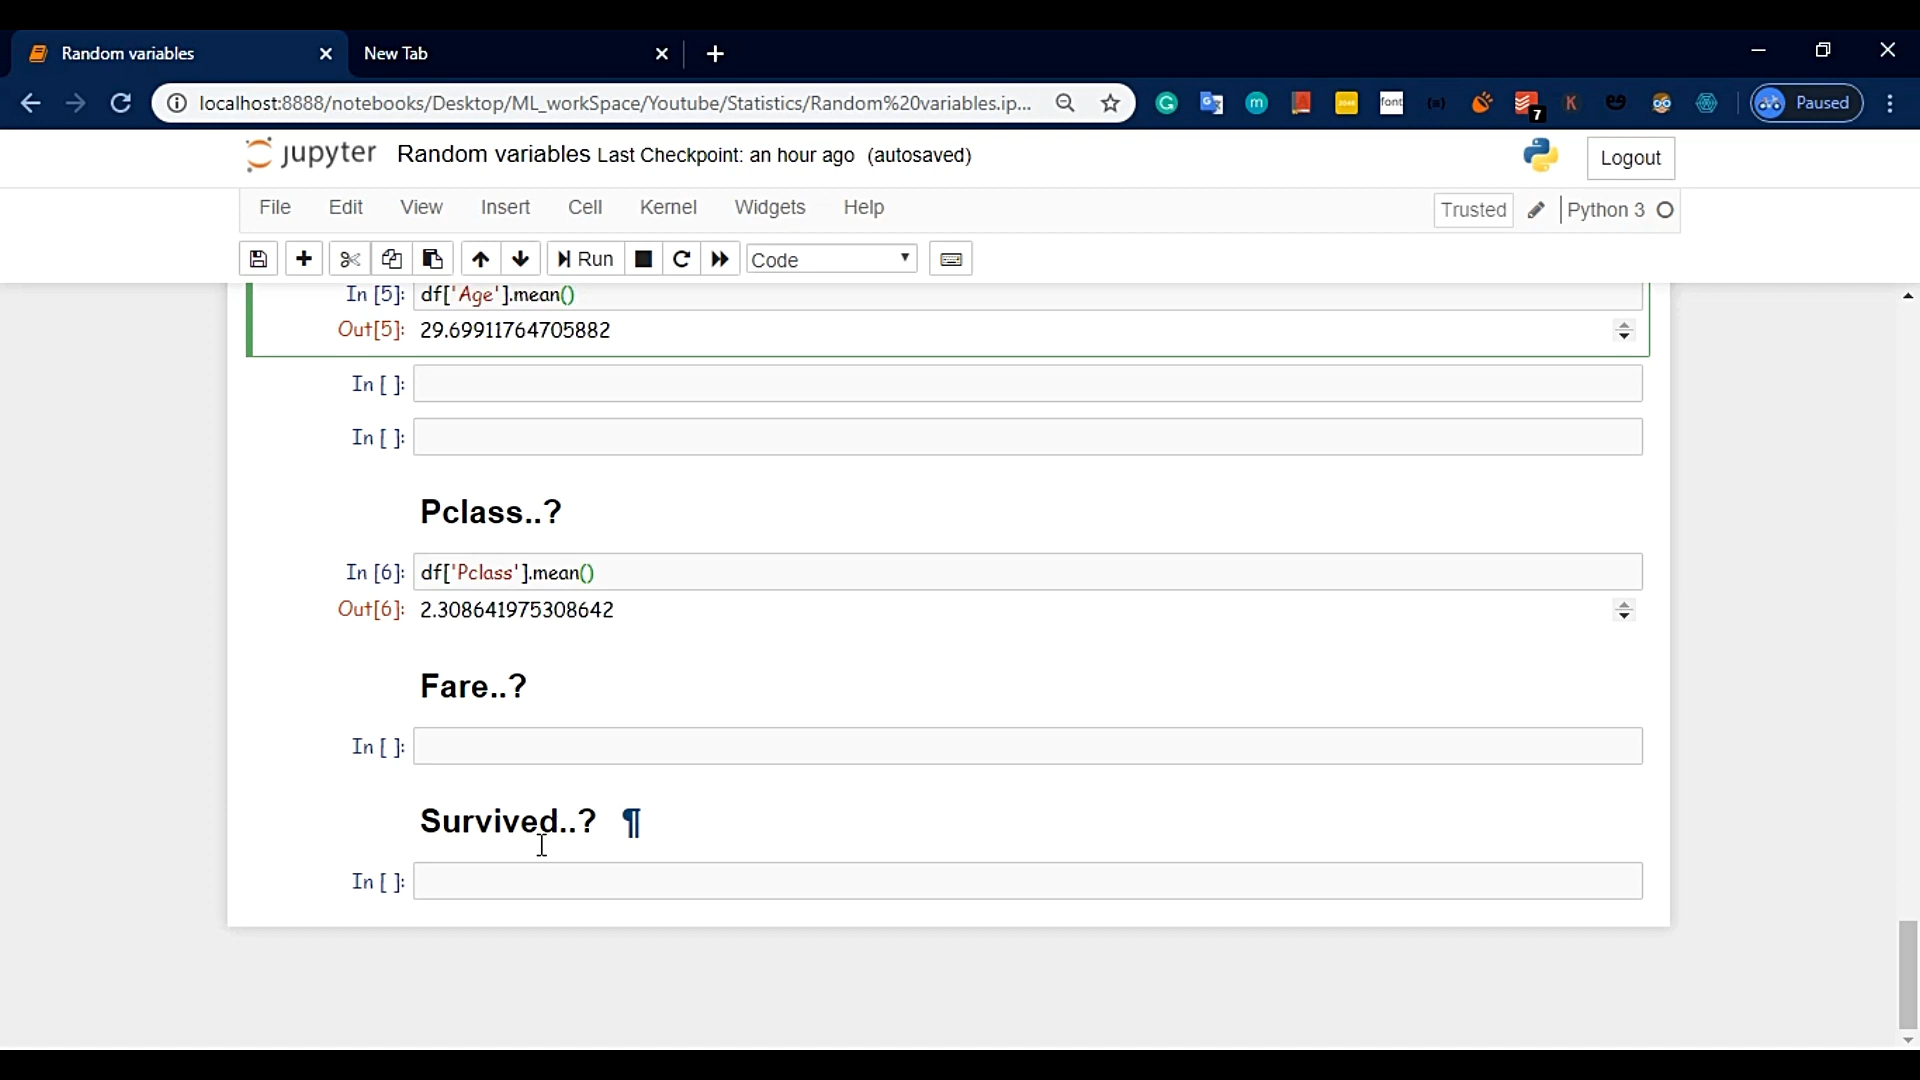 Random variables
New Tab
localhost:8888/notebooks/Desktop/ML_workSpace/Youtube/Statistics/Random%20variables.ip...
font
7
K
Paused
jupyter Random variables Last Checkpoint: an hour ago (autosaved)
Logout
File Edit View Insert Cell Kernel Widgets Help
Trusted
Python 3
Run
Code
In [5]: df['Age'].mean()
Out[5]: 29.69911764705882
In [ ]:
In [ ]:
Pclass..?
In [6]: df['Pclass'].mean()
Out[6]: 2.308641975308642
Fare..?
In [ ]:
Survived..? ¶
In [ ]: